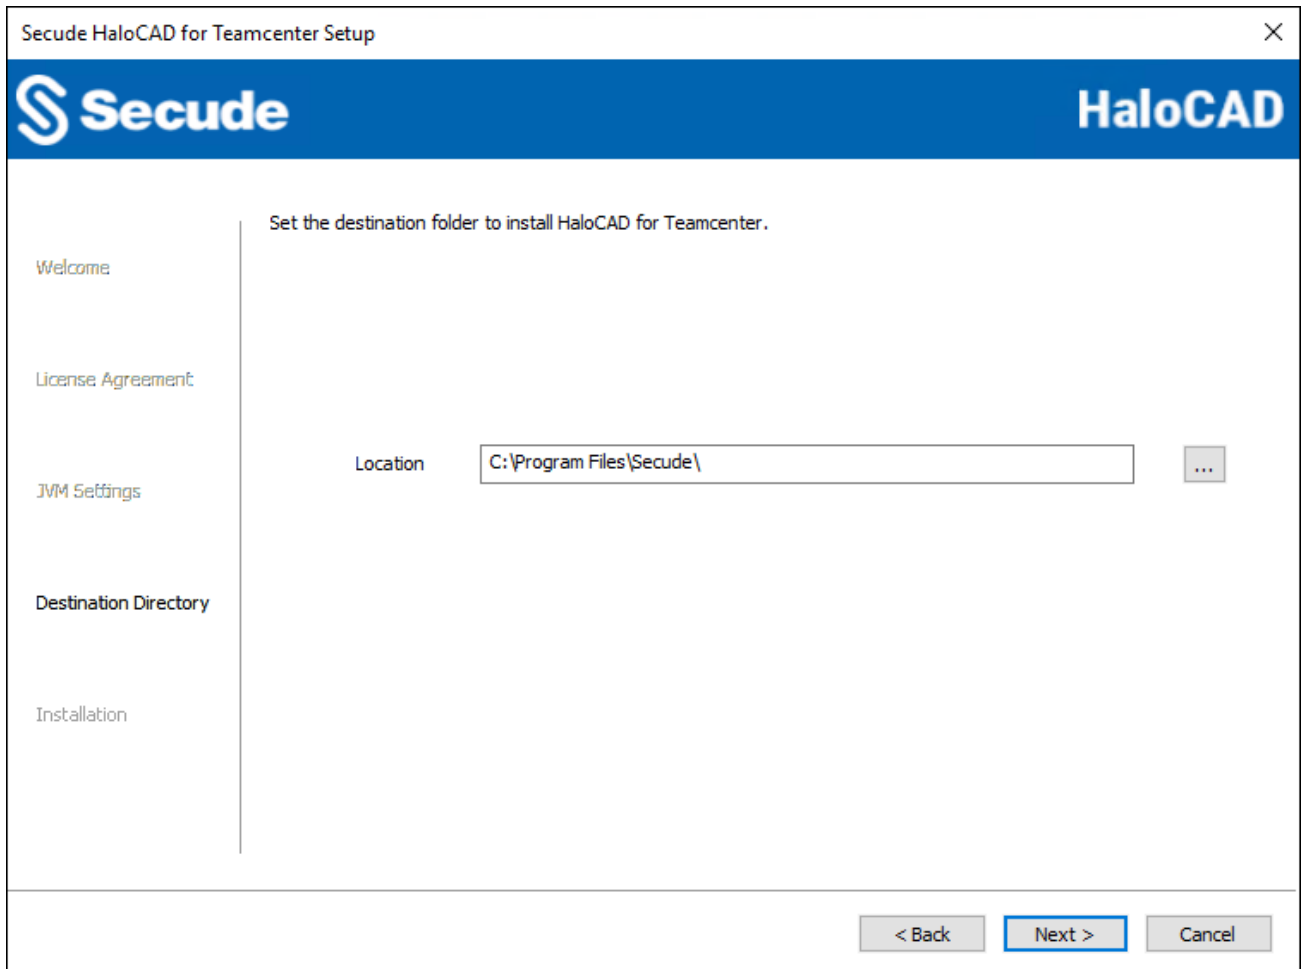 Secude HaloCAD for Teamcenter Setup
Secude
HaloCAD
Set the destination folder to install HaloCAD for Teamcenter.
Welcome
License Agreement
Location
C:\Program Files\Secude\
...
JVM Settings
Destination Directory
Installation
< Back
Next >
Cancel